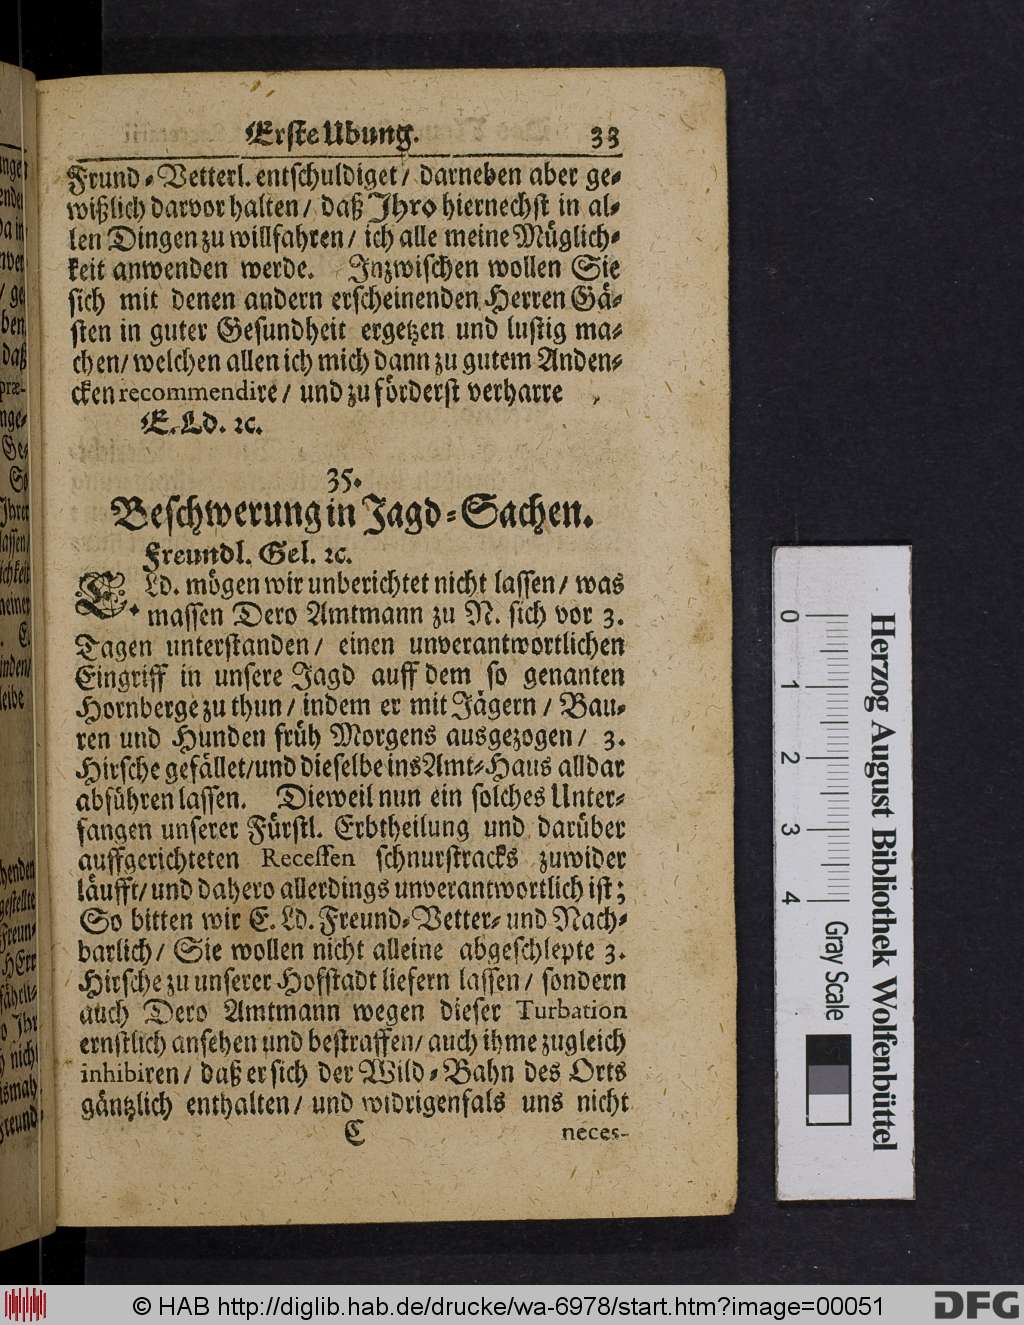 Erste Ubung. 33
Frund-Vetterl. entschuldiget/ darneben aber ge-
wißlich darvor halten/ daß Ihro hiernechst in al-
len Dingen zu willfahren/ ich alle meine Müglich-
keit anwenden werde. Inzwischen wollen Sie
sich mit denen andern erscheinenden Herren Gä-
sten in guter Gesundheit ergetzen und lustig ma-
chen/ welchen allen ich mich dann zu gutem Anden-
cken recommendire/ und zu förderst verharre
E. Ld. ꝛc.
35.
Beschwerung in Jagd-Sachen.
Freundl. Gel. ꝛc.
E. Ld. mögen wir unberichtet nicht lassen/ was
massen Dero Amtmann zu N. sich vor 3.
Tagen unterstanden/ einen unverantwortlichen
Eingriff in unsere Jagd auff dem so genanten
Hornberge zu thun/ indem er mit Jägern/ Bau-
ren und Hunden früh Morgens ausgezogen/ 3.
Hirsche gefället/ und dieselbe ins Amt-Haus alldar
abführen lassen. Dieweil nun ein solches Unter-
fangen unserer Fürstl. Erbtheilung und darüber
auffgerichteten Recessen schnurstracks zuwider
läufft/ und dahero allerdings unverantwortlich ist;
So bitten wir E. Ld. Freund-Vetter- und Nach-
barlich/ Sie wollen nicht alleine abgeschlepte 3.
Hirsche zu unserer Hofstadt liefern lassen/ sondern
auch Dero Amtmann wegen dieser Turbation
ernstlich ansehen und bestraffen/ auch ihme zugleich
inhibiren/ daß er sich der Wild-Bahn des Orts
gäntzlich enthalten/ und widrigenfals uns nicht
C neces-
0 1 2 3 4 Gray Scale
Herzog August Bibliothek Wolfenbüttel
© HAB http://diglib.hab.de/drucke/wa-6978/start.htm?image=00051
DFG